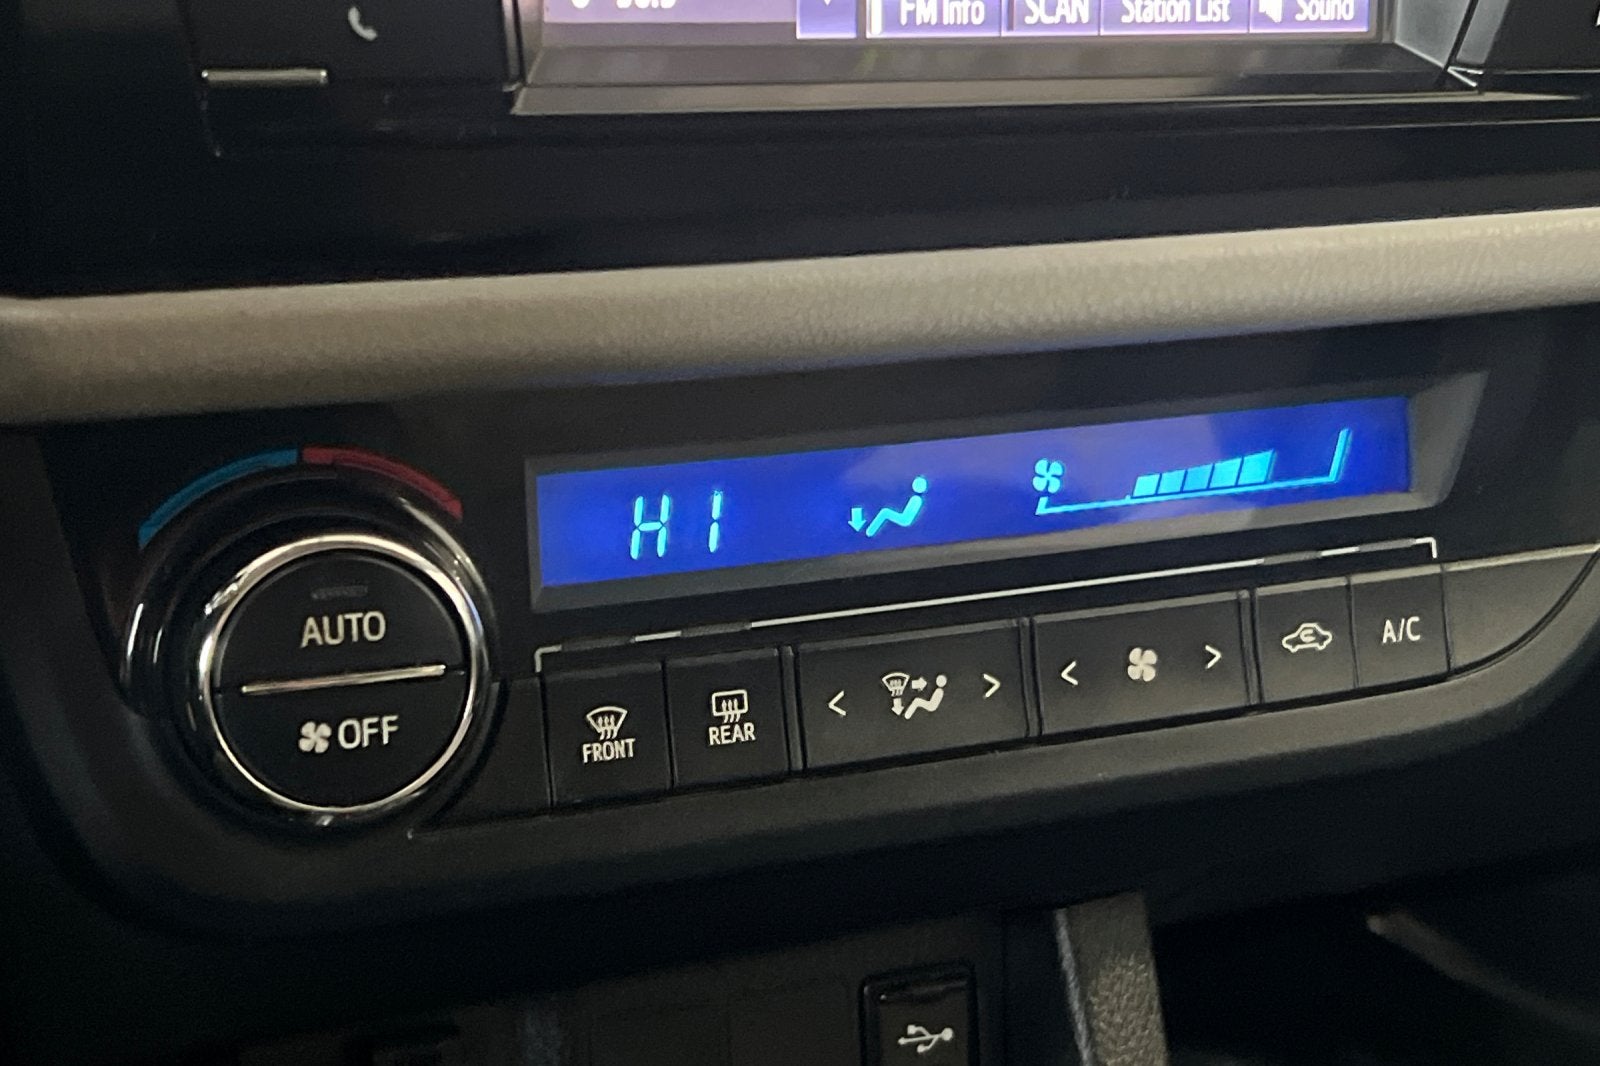 FM Info
SCAN
Station List
Sound
HI
AUTO
OFF
FRONT
REAR
A/C